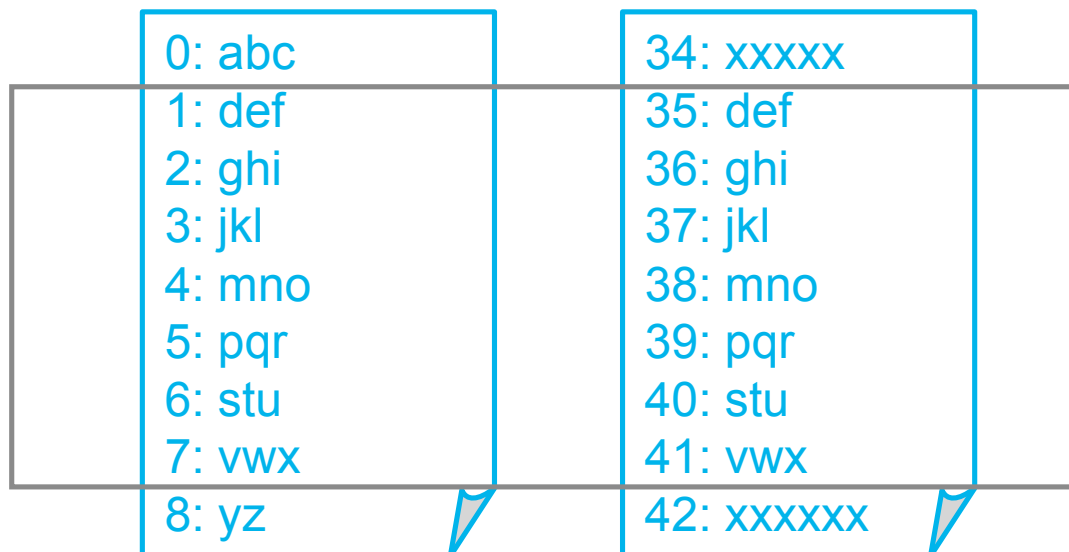 0: abc
1: def
2: ghi
3: jkl
4: mno
5: pqr
6: stu
7: vwx
8: yz
34: xxxxx
35: def
36: ghi
37: jkl
38: mno
39: pqr
40: stu
41: vwx
42: xxxxxx